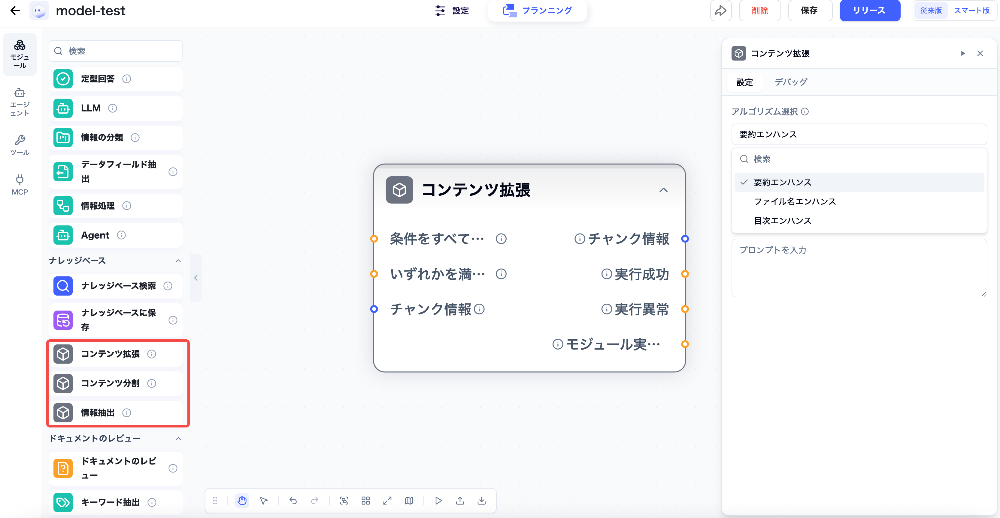 model-test
設定
プランニング
削除
保存
リリース
従来版
スマート版
モジュ
ール
エージ
ェント
ツール
MCP
検索
定型回答
LLM
情報の分類
データフィールド抽
出
情報処理
Agent
ナレッジベース
ナレッジベース検索
ナレッジベースに保
存
コンテンツ拡張
コンテンツ分割
情報抽出
ドキュメントのレビュー
ドキュメントのレビ
ュー
キーワード抽出
コンテンツ拡張
条件をすべて…
チャンク情報
いずれかを満…
実行成功
チャンク情報
実行異常
モジュール実…
コンテンツ拡張
設定
デバッグ
アルゴリズム選択
要約エンハンス
検索
要約エンハンス
ファイル名エンハンス
目次エンハンス
プロンプトを入力